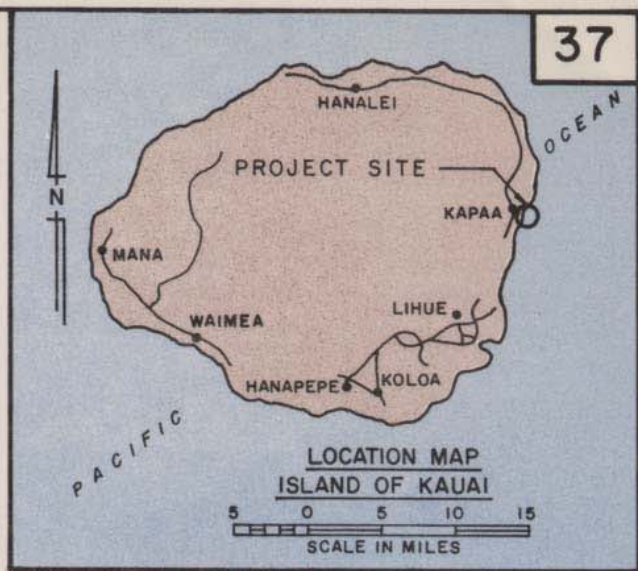 37
HANALEI
OCEAN
PROJECT SITE
N
KAPAA
MANA
LIHUE
WAIMEA
HANAPEPE
KOLOA
PACIFIC
LOCATION MAP
ISLAND OF KAUAI
5 0 5 10 15
SCALE IN MILES